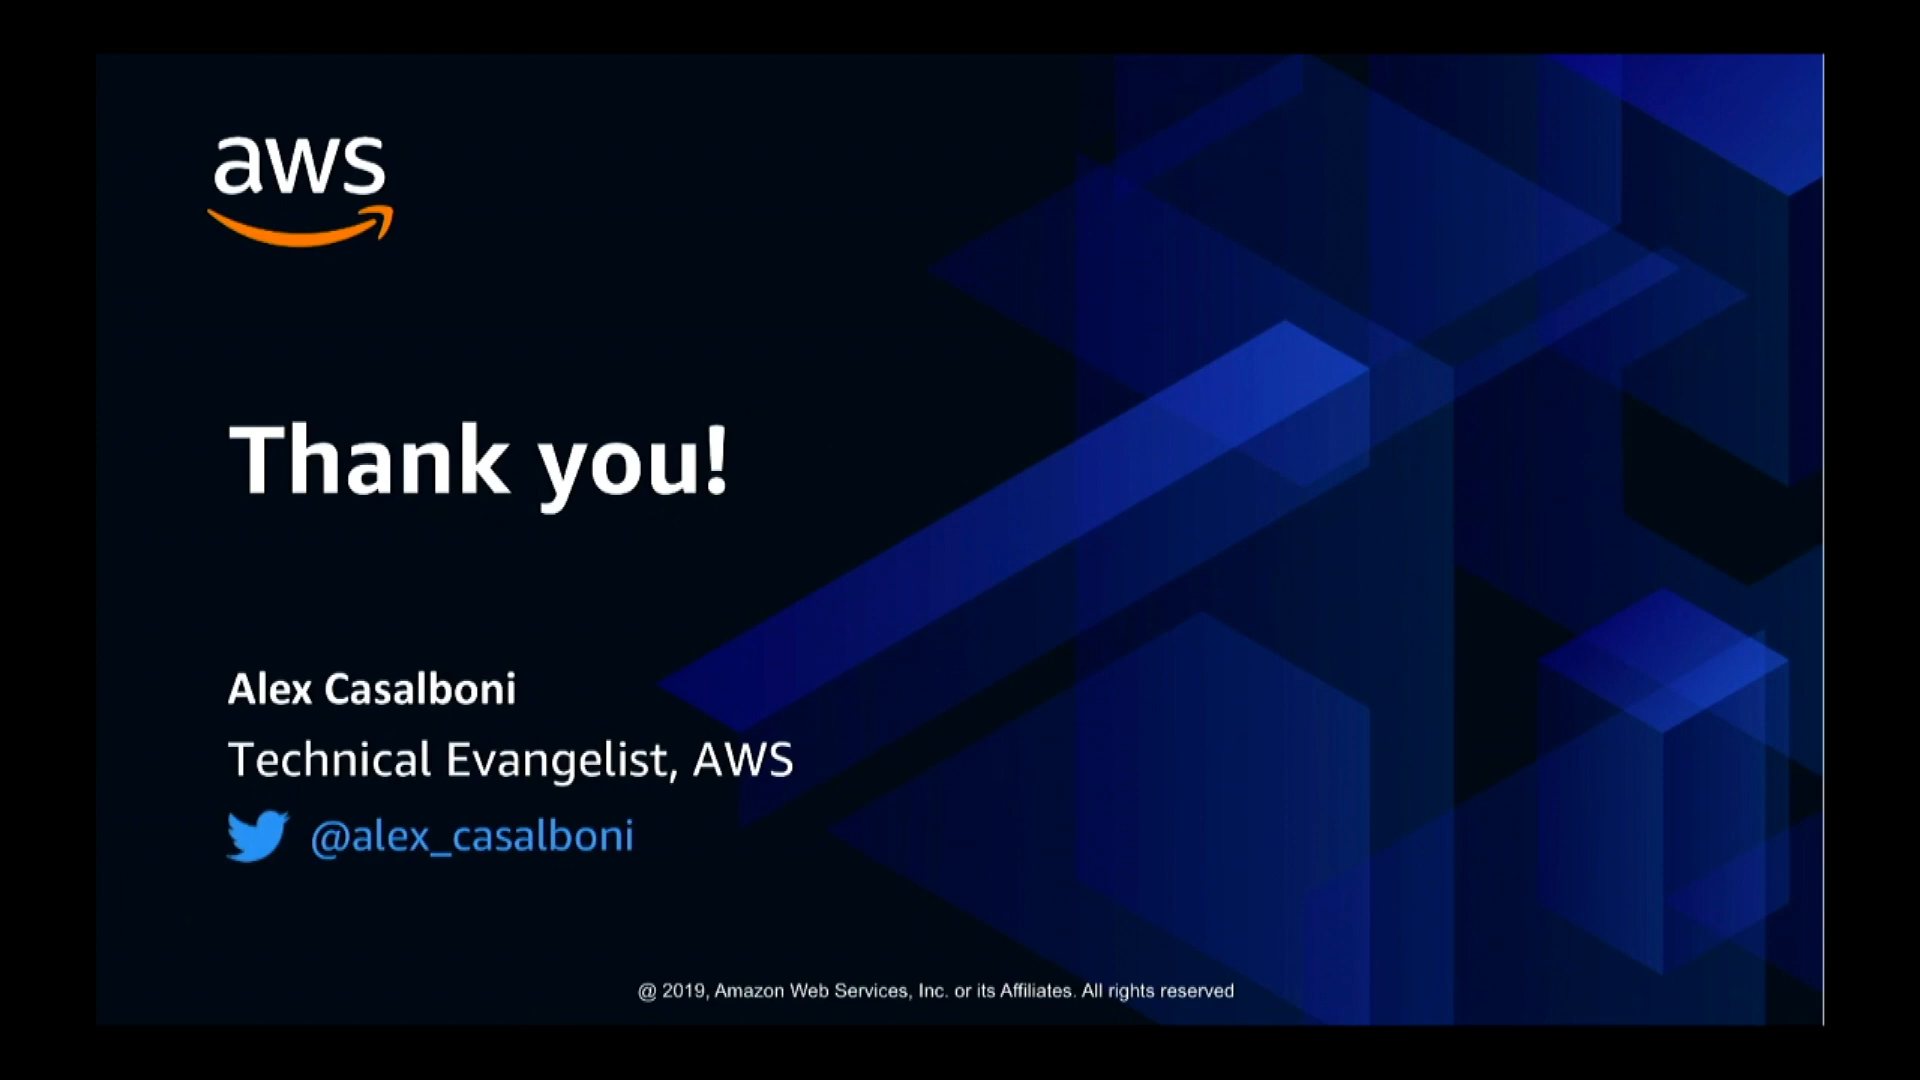 aws
Thank you!
Alex Casalboni
Technical Evangelist, AWS
@alex_casalboni
@ 2019, Amazon Web Services, Inc. or its Affiliates. All rights reserved